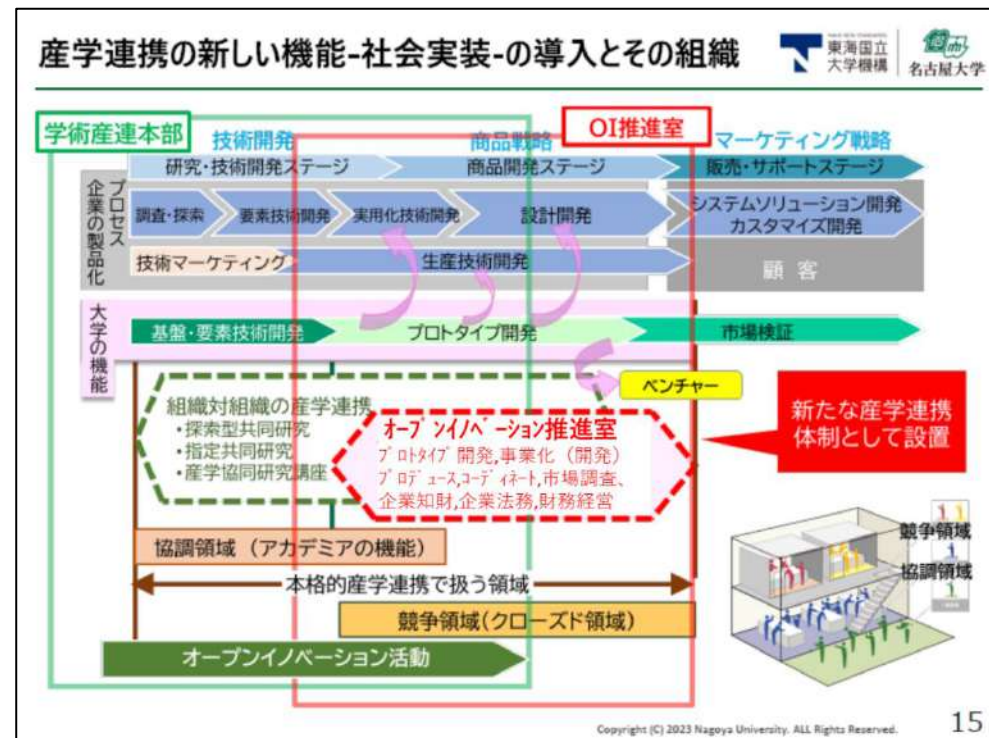 産学連携の新しい機能-社会実装-の導入とその組織
東海国立
大学機構
名古屋大学
学術産連本部
技術開発
商品戦略
OI推進室
マーケティング戦略
研究・技術開発ステージ
商品開発ステージ
販売・サポートステージ
企業の製品化
プロセス
調査・探索
要素技術開発
実用化技術開発
設計開発
システムソリューション開発
カスタマイズ開発
技術マーケティング
生産技術開発
顧 客
大学の機能
基盤・要素技術開発
プロトタイプ開発
市場検証
ベンチャー
組織対組織の産学連携
・探索型共同研究
・指定共同研究
・産学協同研究講座
オープンイノベーション推進室
プロトタイプ開発,事業化（開発）
プロデュース,コーディネート,市場調査、
企業知財,企業法務,財務経営
新たな産学連携
体制として設置
協調領域（アカデミアの機能）
本格的産学連携で扱う領域
競争領域(クローズド領域)
オープンイノベーション活動
競争領域
協調領域
Copyright (C) 2023 Nagoya University. ALL Rights Reserved.
15